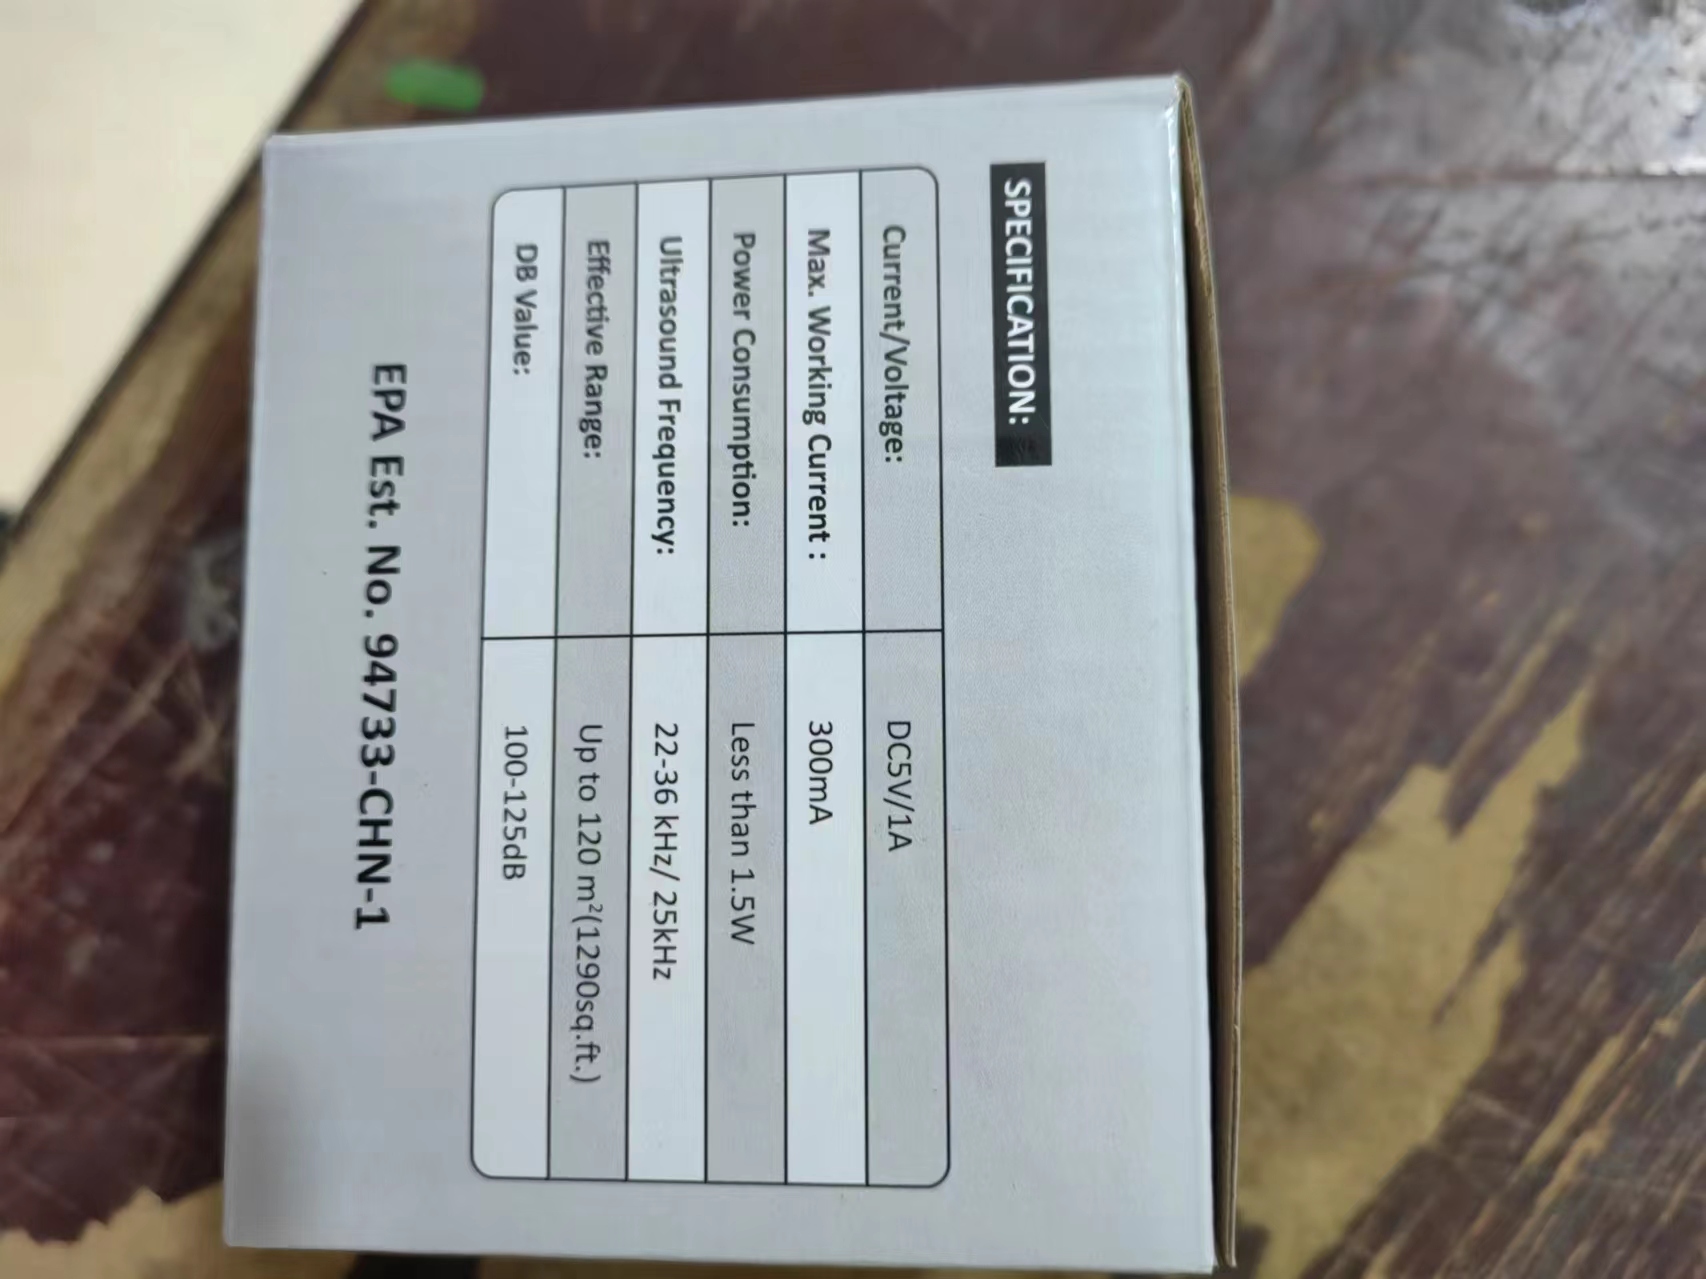 SPECIFICATION:
Current/Voltage: DC5V/1A
Max. Working Current : 300mA
Power Consumption: Less than 1.5W
Ultrasound Frequency: 22-36 kHz/ 25kHz
Effective Range: Up to 120 m²(1290sq.ft.)
DB Value: 100-125dB
EPA Est. No. 94733-CHN-1